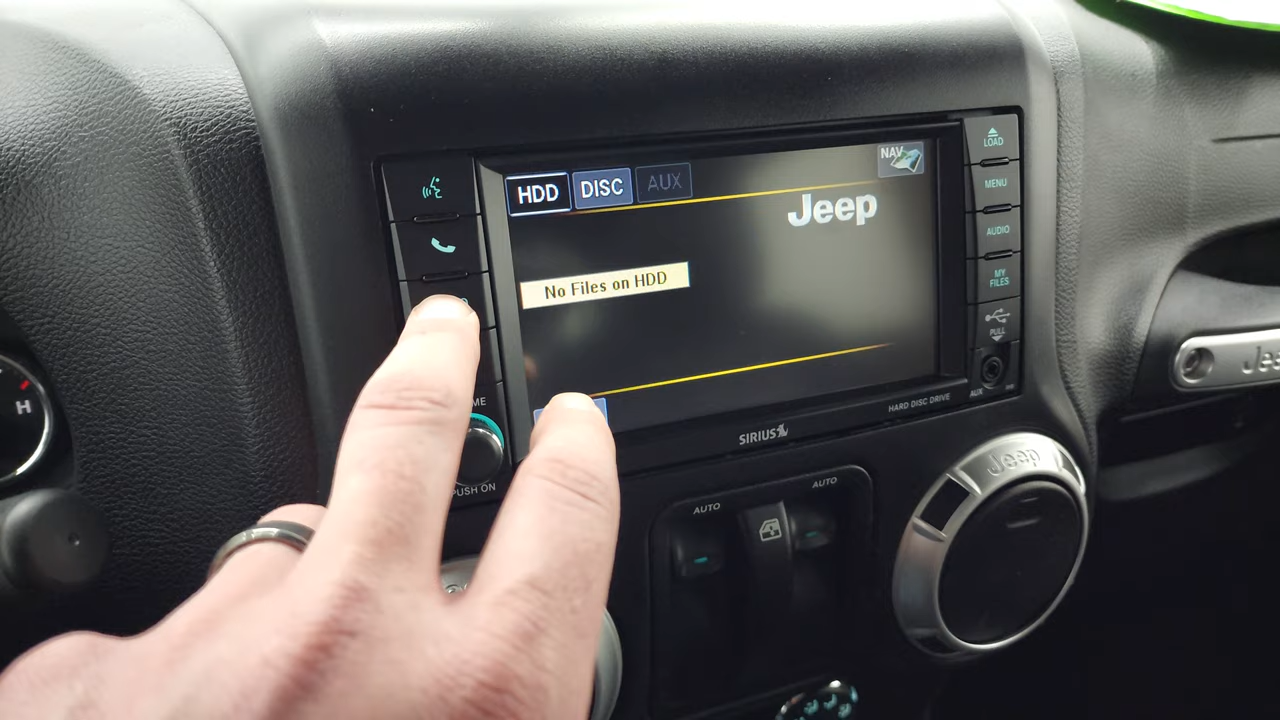 HDD DISC AUX NAV
Jeep
No Files on HDD
LOAD
MENU
AUDIO
MY
FILES
PULL
AUX
HARD DISC DRIVE
SIRIUS
PUSH ON
AUTO
AUTO
Jeep
H